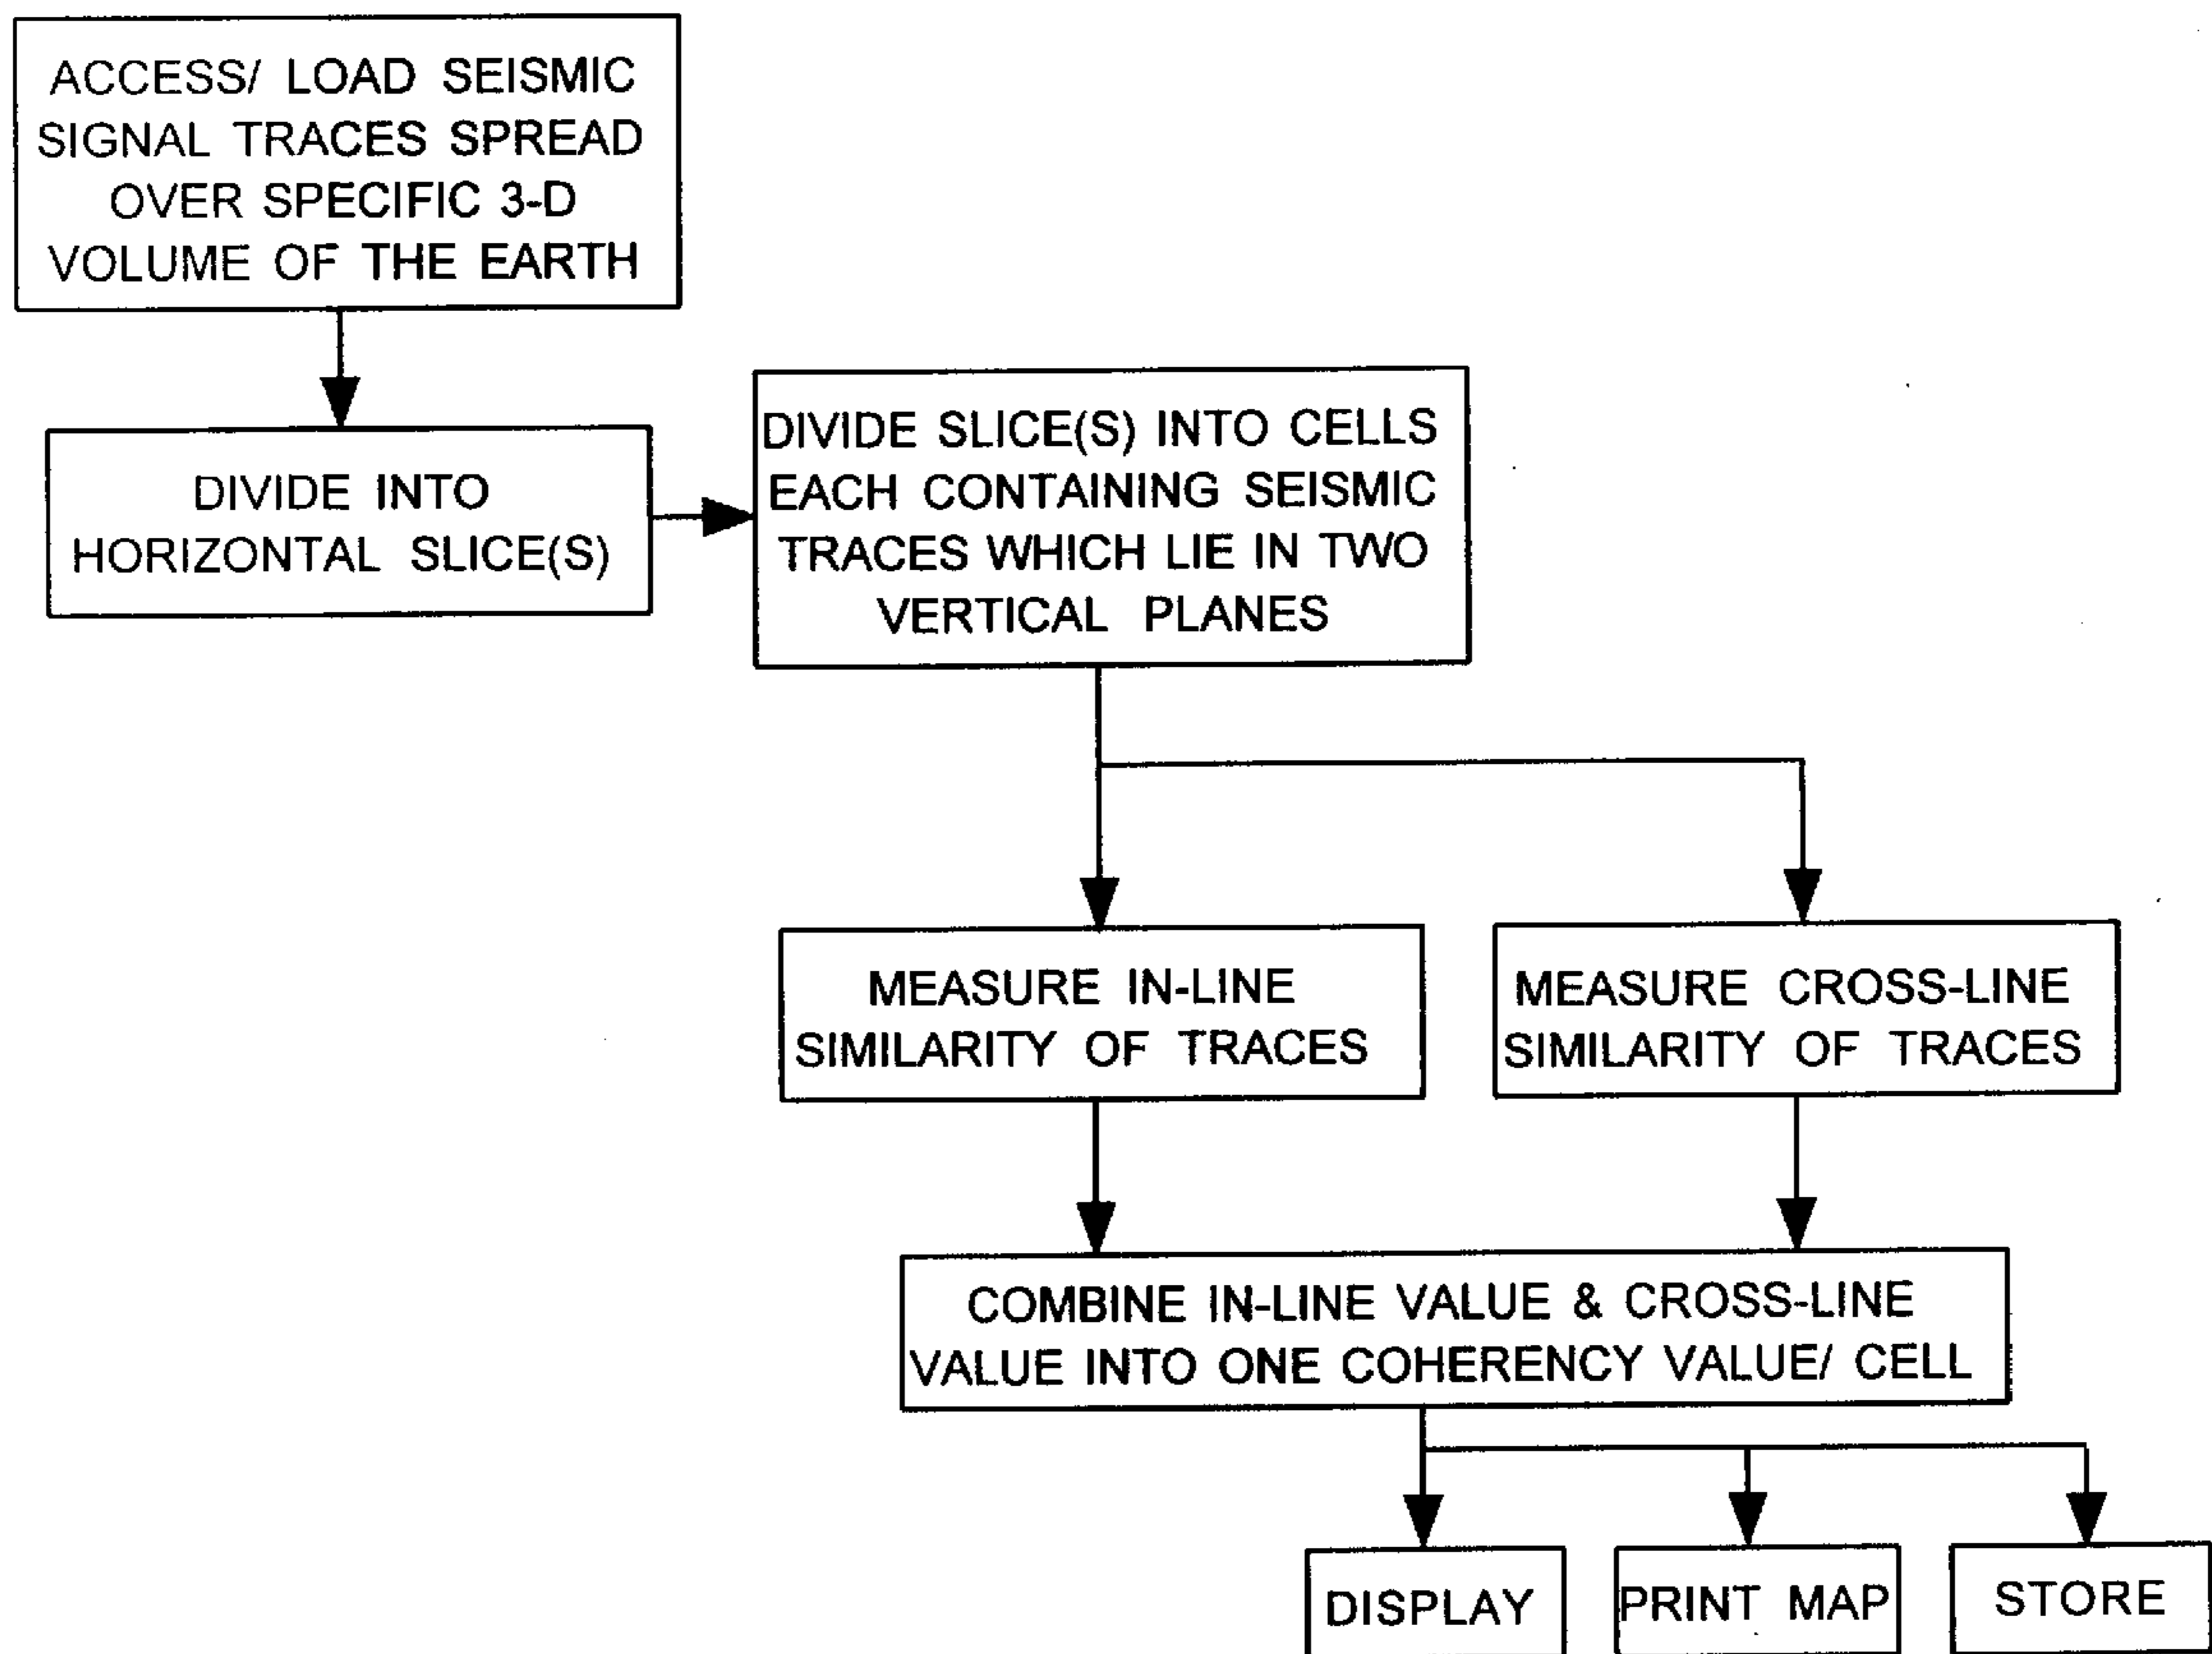 ACCESS/ LOAD SEISMIC
SIGNAL TRACES SPREAD
OVER SPECIFIC 3-D
VOLUME OF THE EARTH
DIVIDE INTO
HORIZONTAL SLICE(S)
DIVIDE SLICE(S) INTO CELLS
EACH CONTAINING SEISMIC
TRACES WHICH LIE IN TWO
VERTICAL PLANES
MEASURE IN-LINE
SIMILARITY OF TRACES
MEASURE CROSS-LINE
SIMILARITY OF TRACES
COMBINE IN-LINE VALUE & CROSS-LINE
VALUE INTO ONE COHERENCY VALUE/ CELL
DISPLAY
PRINT MAP
STORE